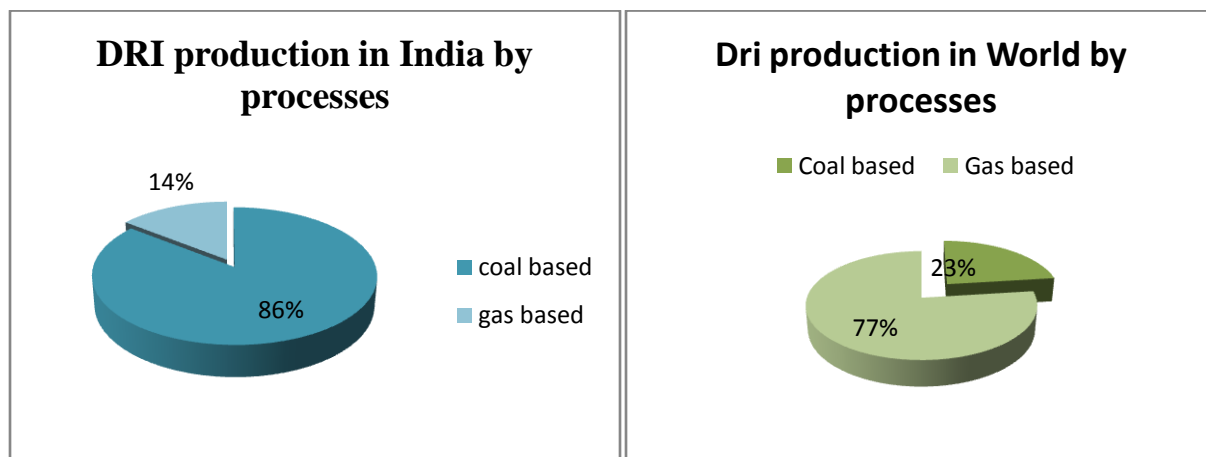 DRI production in India by
processes
14%
86%
coal based
gas based
Dri production in World by
processes
Coal based Gas based
23%
77%